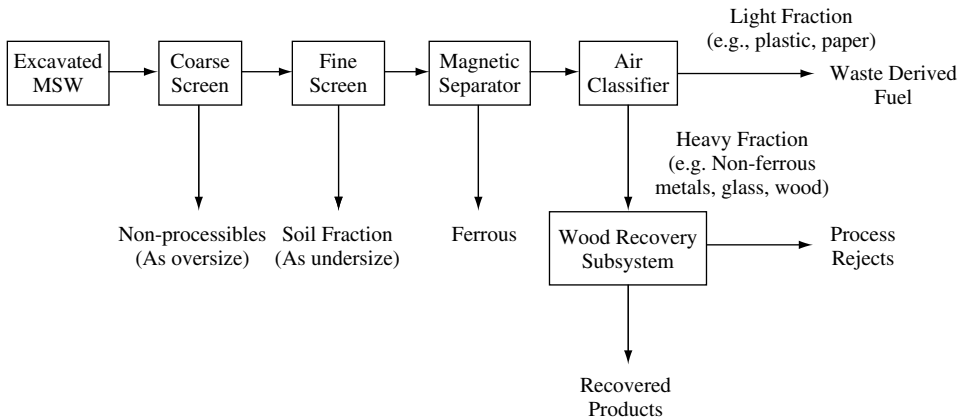 Excavated
MSW
Coarse
Screen
Fine
Screen
Magnetic
Separator
Air
Classifier
Light Fraction
(e.g., plastic, paper)
Waste Derived
Fuel
Heavy Fraction
(e.g. Non-ferrous
metals, glass, wood)
Non-processibles
(As oversize)
Soil Fraction
(As undersize)
Ferrous
Wood Recovery
Subsystem
Process
Rejects
Recovered
Products